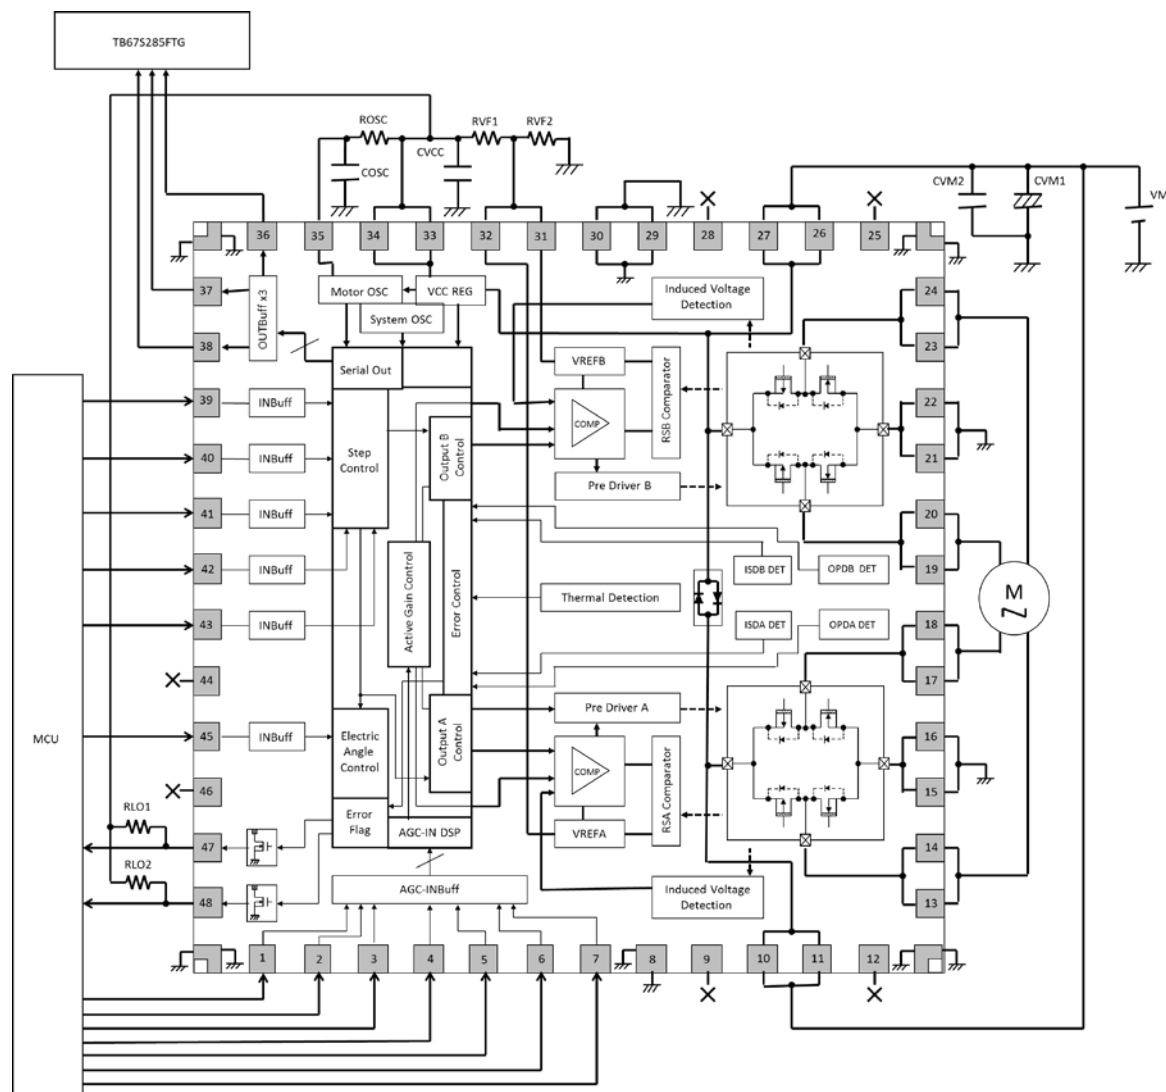 TB67S285FTG
ROSC
RVF1
RVF2
CVCC
COSC
CVM2
CVM1
VM
36
35
34
33
32
31
30
29
28
27
26
25
37
38
39
40
41
42
43
44
45
46
47
48
24
23
22
21
20
19
18
17
16
15
14
13
1
2
3
4
5
6
7
8
9
10
11
12
OUTBuff x3
Motor OSC
VCC REG
System OSC
Serial Out
INBuff
INBuff
INBuff
INBuff
INBuff
INBuff
Step
Control
Output B
Control
Active Gain Control
Error Control
Output A
Control
Electric
Angle
Control
Error
Flag
AGC-IN DSP
AGC-INBuff
Induced Voltage
Detection
VREFB
COMP
RSB Comparator
Pre Driver B
ISDB DET
OPDB DET
Thermal Detection
ISDA DET
OPDA DET
Pre Driver A
COMP
RSA Comparator
VREFA
Induced Voltage
Detection
M
MCU
RLO1
RLO2